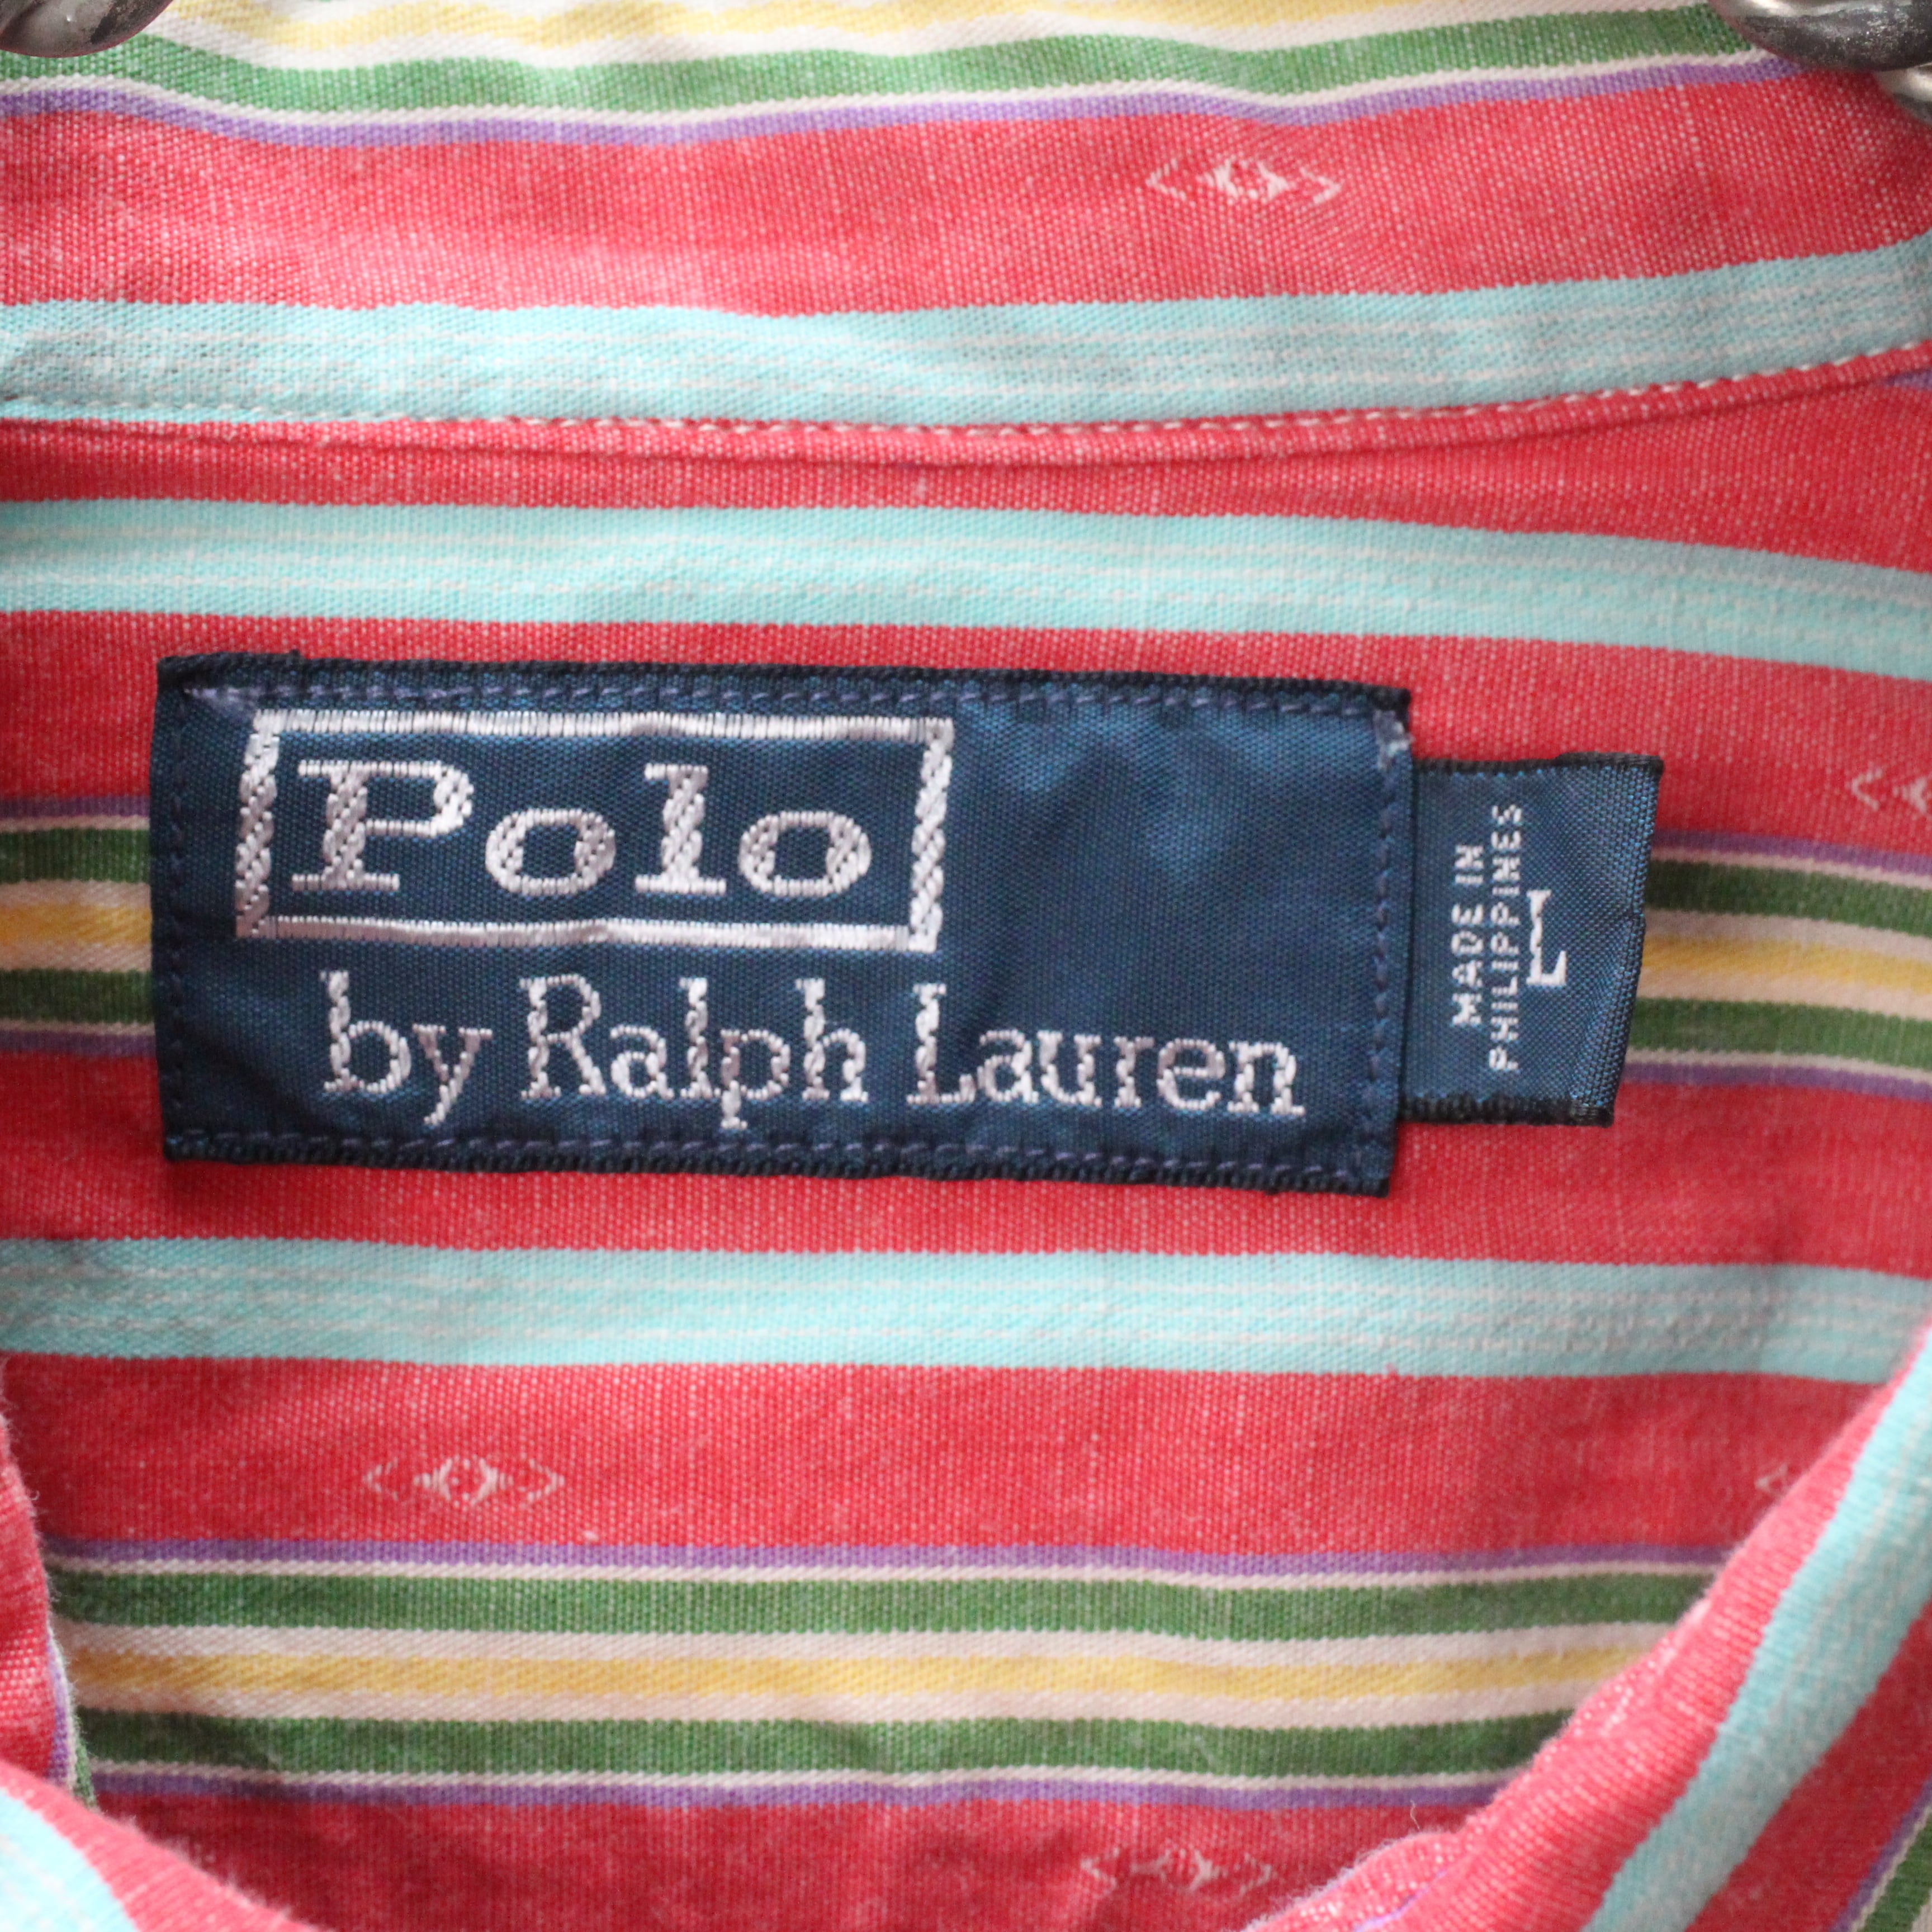 Polo
by Ralph Lauren
MADE IN
PHILIPPINES
L